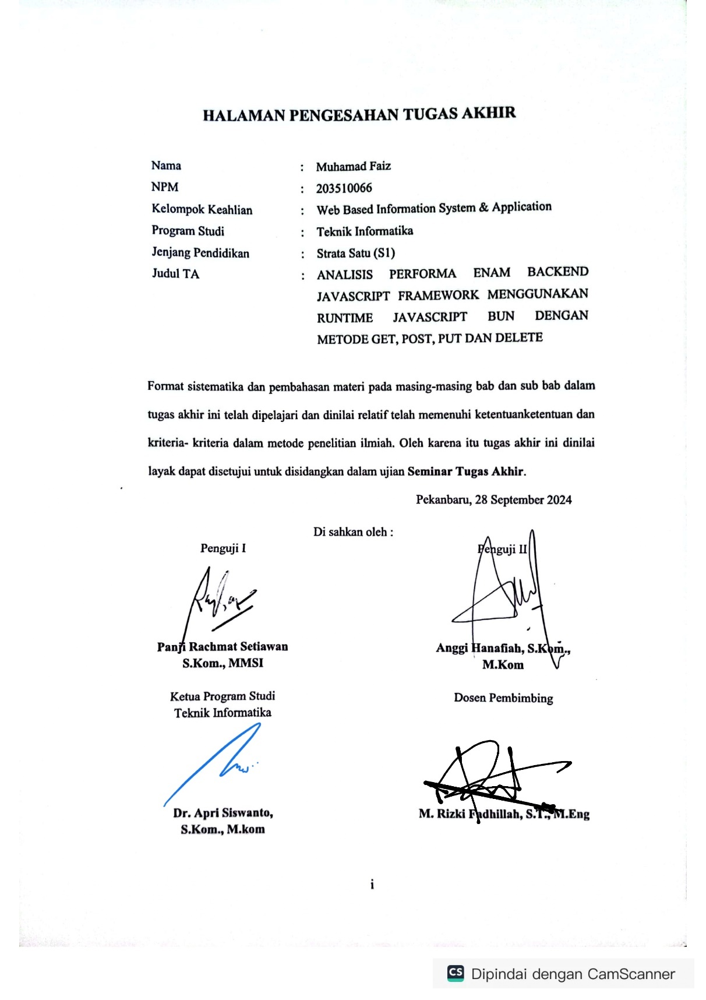 HALAMAN PENGESAHAN TUGAS AKHIR
Nama : Muhamad Faiz
NPM : 203510066
Kelompok Keahlian : Web Based Information System & Application
Program Studi : Teknik Informatika
Jenjang Pendidikan : Strata Satu (S1)
Judul TA : ANALISIS PERFORMA ENAM BACKEND
JAVASCRIPT FRAMEWORK MENGGUNAKAN
RUNTIME JAVASCRIPT BUN DENGAN
METODE GET, POST, PUT DAN DELETE
Format sistematika dan pembahasan materi pada masing-masing bab dan sub bab dalam
tugas akhir ini telah dipelajari dan dinilai relatif telah memenuhi ketentuanketentuan dan
kriteria- kriteria dalam metode penelitian ilmiah. Oleh karena itu tugas akhir ini dinilai
layak dapat disetujui untuk disidangkan dalam ujian Seminar Tugas Akhir.
Pekanbaru, 28 September 2024
Di sahkan oleh :
Penguji I
Panji Rachmat Setiawan
S.Kom., MMSI
Penguji II
Anggi Hanafiah, S.Kom.,
M.Kom
Ketua Program Studi
Teknik Informatika
Dr. Apri Siswanto,
S.Kom., M.kom
Dosen Pembimbing
M. Rizki Fadhillah, S.T., M.Eng
i
CS Dipindai dengan CamScanner